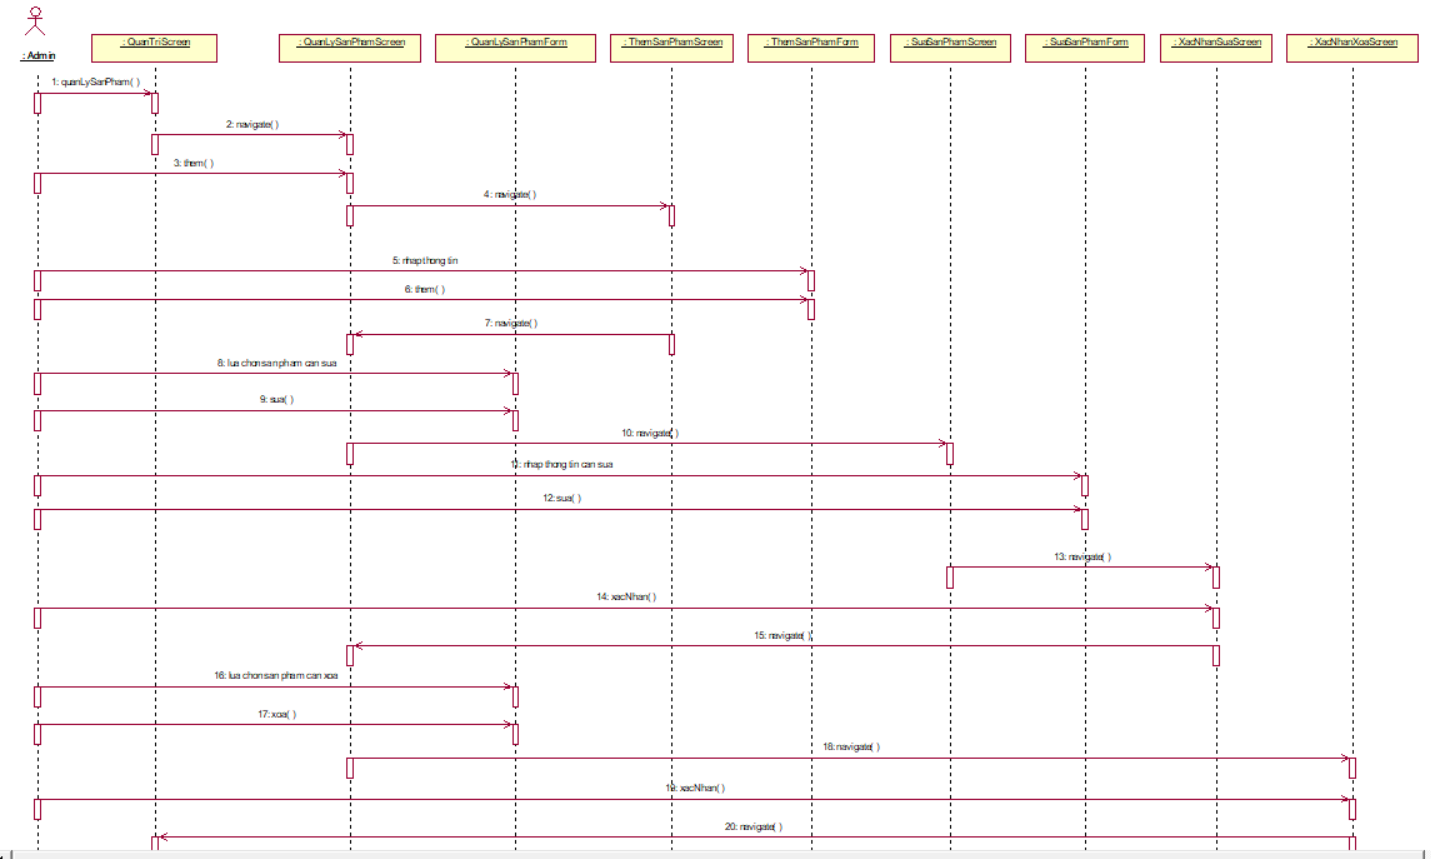 : Admin
: QuanTriScreen
: QuanLySanPhamScreen
: QuanLySanPhamForm
: ThemSanPhamScreen
: ThemSanPhamForm
: SuaSanPhamScreen
: SuaSanPhamForm
: XacNhanSuaScreen
: XacNhanXoaScreen
1: quanLySanPham( )
2: navigate( )
3: them( )
4: navigate( )
5: nhap thong tin
6: them( )
7: navigate( )
8: lua chon san pham can sua
9: sua( )
10: navigate( )
11: nhap thong tin can sua
12: sua( )
13: navigate( )
14: xacNhan( )
15: navigate( )
16: lua chon san pham can xoa
17: xoa( )
18: navigate( )
19: xacNhan( )
20: navigate( )